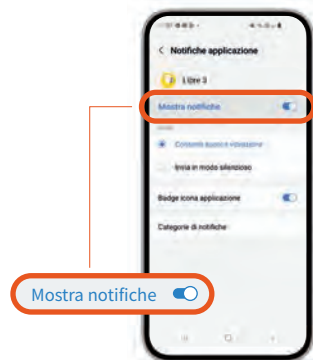 Notifiche applicazione
Libre 3
Mostra notifiche
Consenti suoni e vibrazione
Invia in modo silenzioso
Badge icona applicazione
Categorie di notifiche
Mostra notifiche